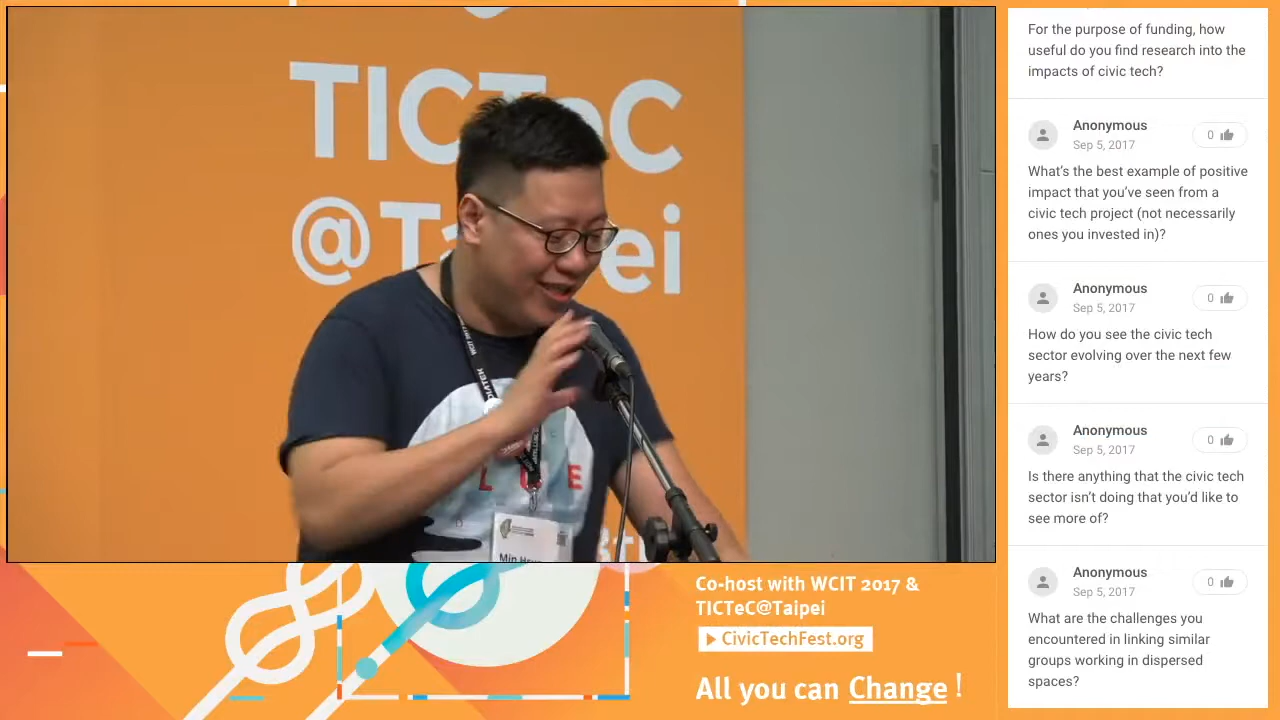 TICTeC
@Taipei
Co-host with WCIT 2017 &
TICTeC@Taipei
CivicTechFest.org
All you can Change !
For the purpose of funding, how
useful do you find research into the
impacts of civic tech?
Anonymous
0
Sep 5, 2017
What's the best example of positive
impact that you've seen from a
civic tech project (not necessarily
ones you invested in)?
Anonymous
0
Sep 5, 2017
How do you see the civic tech
sector evolving over the next few
years?
Anonymous
0
Sep 5, 2017
Is there anything that the civic tech
sector isn't doing that you'd like to
see more of?
Anonymous
0
Sep 5, 2017
What are the challenges you
encountered in linking similar
groups working in dispersed
spaces?